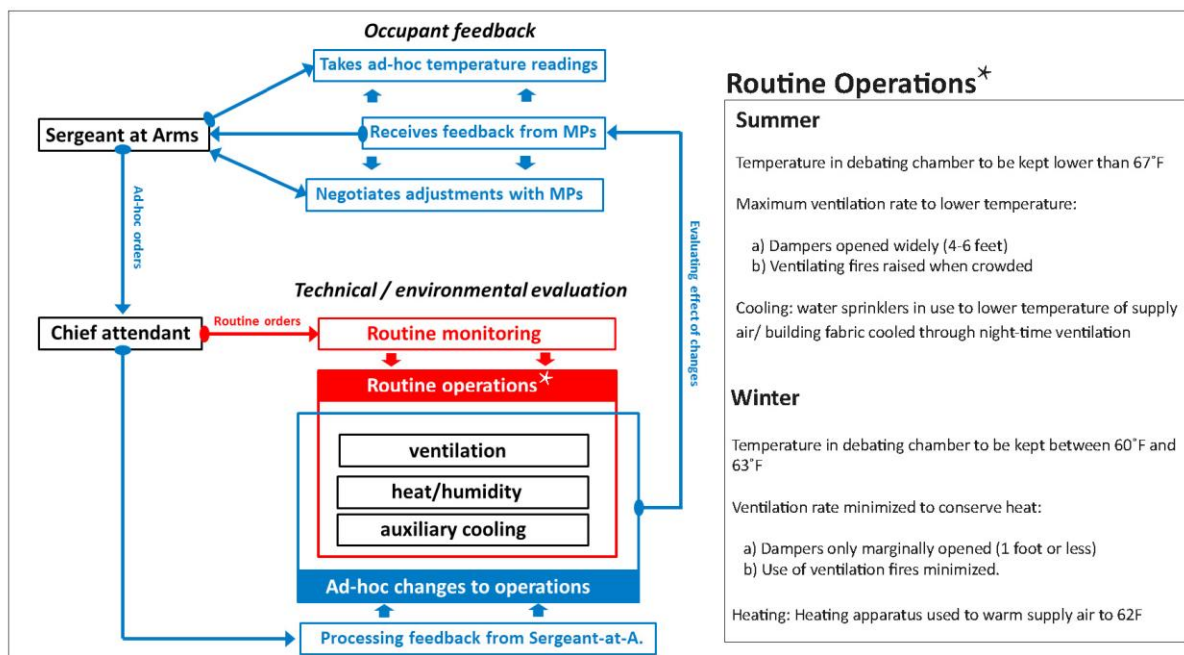 Occupant feedback
Takes ad-hoc temperature readings
Sergeant at Arms
Receives feedback from MPs
Negotiates adjustments with MPs
Ad-hoc orders
Evaluating effect of changes
Technical / environmental evaluation
Chief attendant
Routine orders
Routine monitoring
Routine operations*
ventilation
heat/humidity
auxiliary cooling
Ad-hoc changes to operations
Processing feedback from Sergeant-at-A.
Routine Operations*
Summer
Temperature in debating chamber to be kept lower than 67°F
Maximum ventilation rate to lower temperature:
a) Dampers opened widely (4-6 feet)
b) Ventilating fires raised when crowded
Cooling: water sprinklers in use to lower temperature of supply
air/ building fabric cooled through night-time ventilation
Winter
Temperature in debating chamber to be kept between 60°F and
63°F
Ventilation rate minimized to conserve heat:
a) Dampers only marginally opened (1 foot or less)
b) Use of ventilation fires minimized.
Heating: Heating apparatus used to warm supply air to 62F